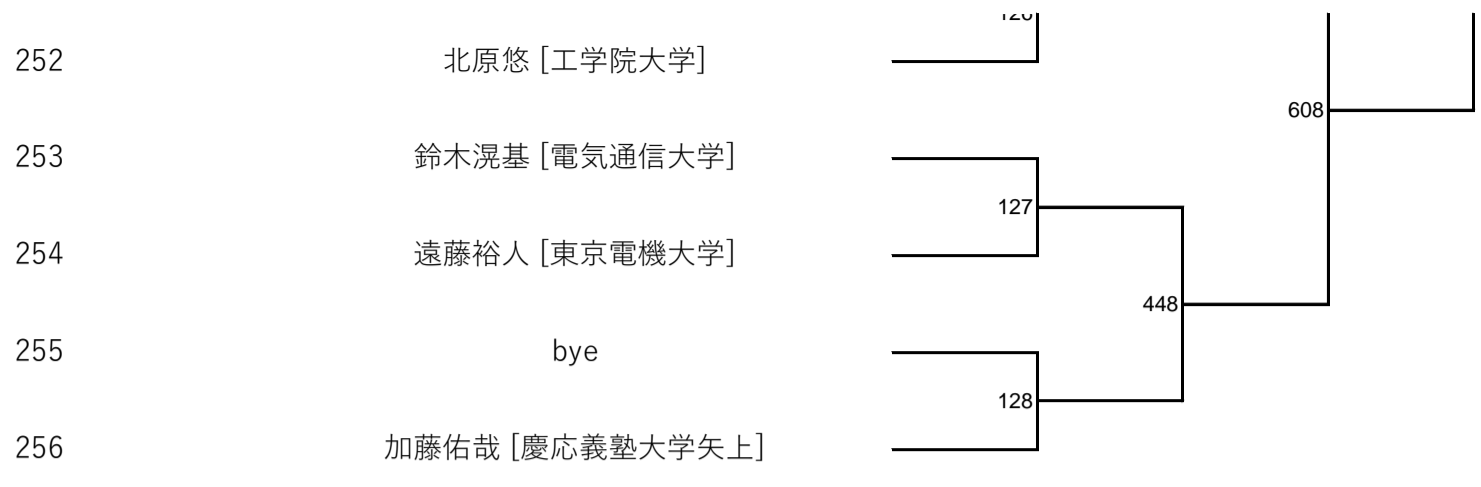 126
252 北原悠 [工学院大学]
608
253 鈴木滉基 [電気通信大学]
127
254 遠藤裕人 [東京電機大学]
448
255 bye
128
256 加藤佑哉 [慶応義塾大学矢上]